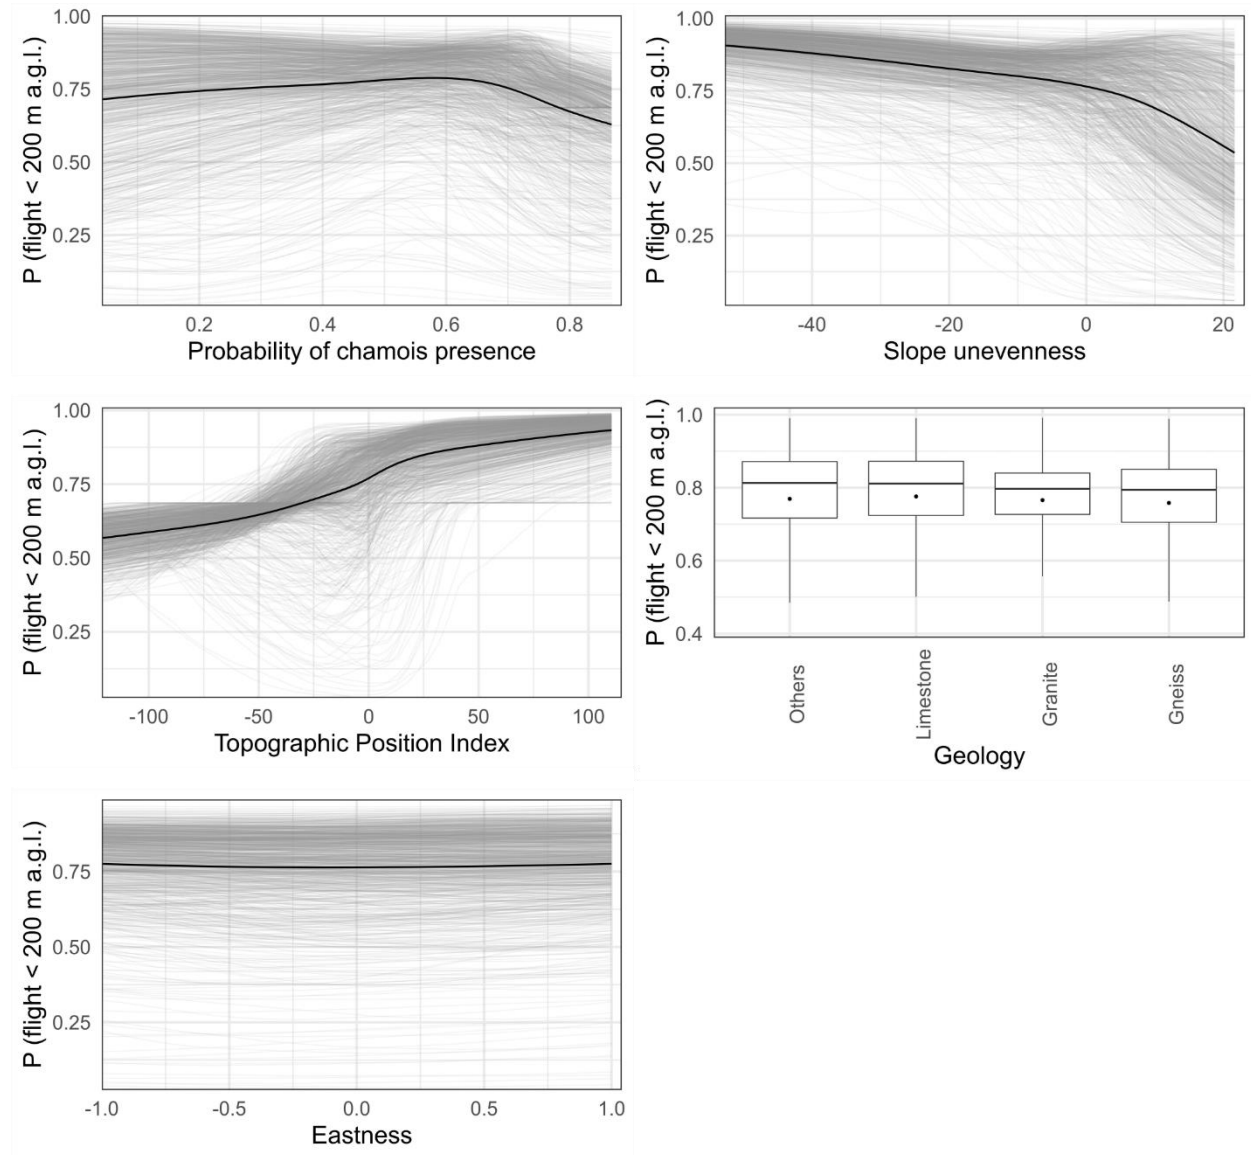 P (flight < 200 m a.g.l.)
1.00
0.75
0.50
0.25
0.2 0.4 0.6 0.8
Probability of chamois presence
P (flight < 200 m a.g.l.)
1.00
0.75
0.50
0.25
-40 -20 0 20
Slope unevenness
P (flight < 200 m a.g.l.)
1.00
0.75
0.50
0.25
-100 -50 0 50 100
Topographic Position Index
P (flight < 200 m a.g.l.)
1.0
0.8
0.6
0.4
Others Limestone Granite Gneiss
Geology
P (flight < 200 m a.g.l.)
0.75
0.50
0.25
-1.0 -0.5 0.0 0.5 1.0
Eastness